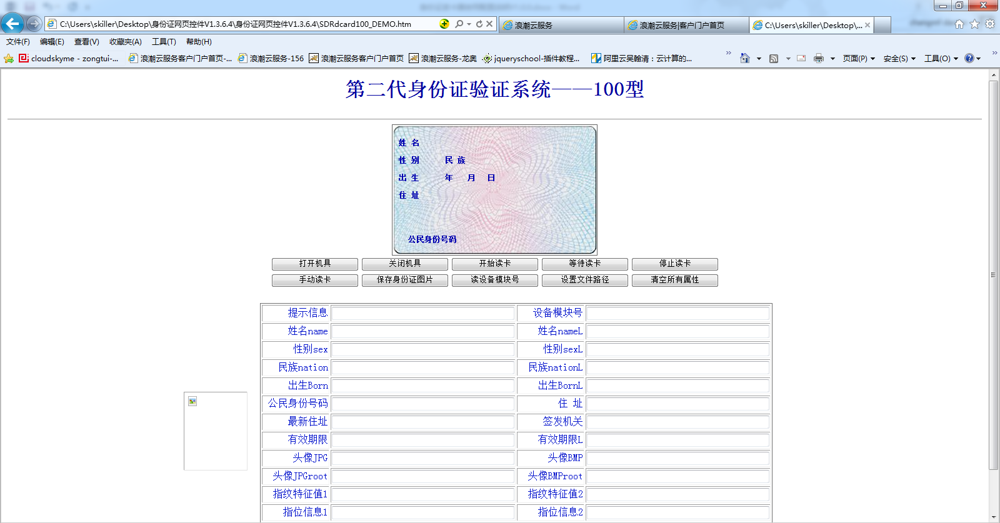 C:\Users\skiller\Desktop\身份证网页控件V1.3.6.4\身份证网页控件V1.3.6.4\SDRdcard100_DEMO.htm
浪潮云服务
浪潮云服务|客户门户首页
C:\Users\skiller\Desktop\...
文件(F) 编辑(E) 查看(V) 收藏夹(A) 工具(T) 帮助(H)
cloudskyme - zongtui-... 浪潮云服务客户门户首页-... 浪潮云服务-156 浪潮云服务客户门户首页 浪潮云服务-龙奥 jqueryschool-插件教程... 阿里云吴翰清：云计算的... » 页面(P) 安全(S) 工具(O) »
第二代身份证验证系统——100型
姓 名
性 别 民 族
出 生 年 月 日
住 址
公民身份号码
打开机具 关闭机具 开始读卡 等待读卡 停止读卡
手动读卡 保存身份证图片 读设备模块号 设置文件路径 清空所有属性
提示信息 设备模块号
姓名name 姓名nameL
性别sex 性别sexL
民族nation 民族nationL
出生Born 出生BornL
公民身份号码 住 址
最新住址 签发机关
有效期限 有效期限L
头像JPG 头像BMP
头像JPGroot 头像BMProot
指纹特征值1 指纹特征值2
指位信息1 指位信息2